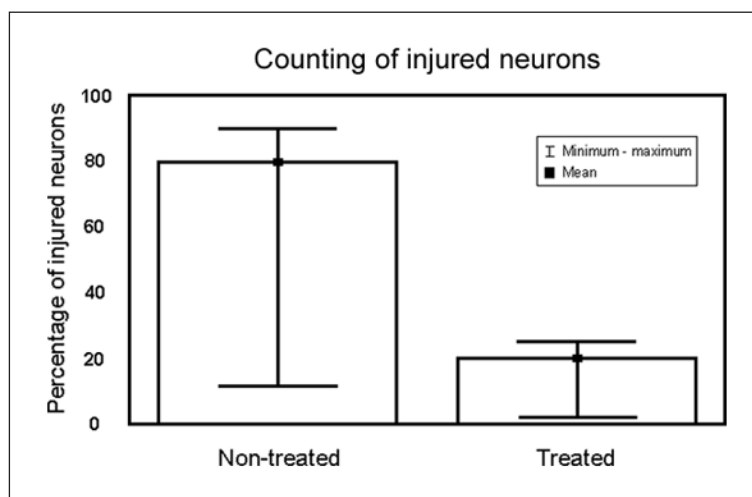 Counting of injured neurons
Percentage of injured neurons
100
80
60
40
20
0
Minimum - maximum
Mean
Non-treated
Treated